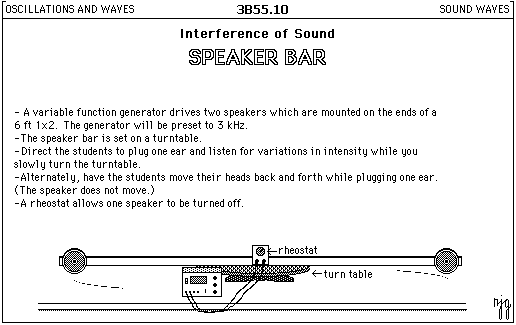 OSCILLATIONS AND WAVES 3B55.10 SOUND WAVES
Interference of Sound
SPEAKER BAR
- A variable function generator drives two speakers which are mounted on the ends of a
6 ft 1x2. The generator will be preset to 3 kHz.
-The speaker bar is set on a turntable.
-Direct the students to plug one ear and listen for variations in intensity while you
slowly turn the turntable.
-Alternately, have the students move their heads back and forth while plugging one ear.
(The speaker does not move.)
-A rheostat allows one speaker to be turned off.
rheostat
turn table
njg